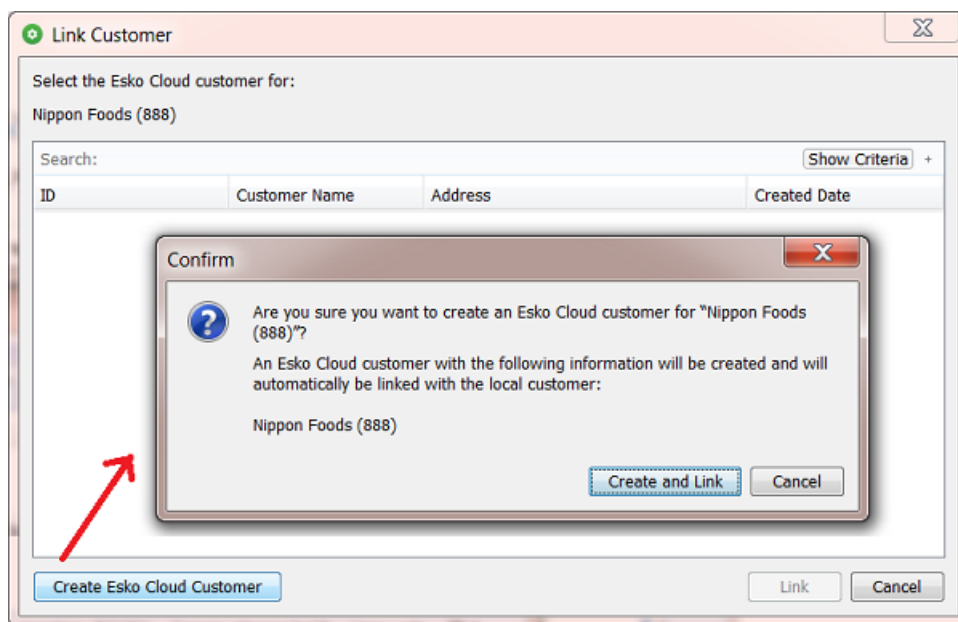 Link Customer
Select the Esko Cloud customer for:
Nippon Foods (888)
Search:
Show Criteria +
ID Customer Name Address Created Date
Confirm
Are you sure you want to create an Esko Cloud customer for “Nippon Foods
(888)”?
An Esko Cloud customer with the following information will be created and will
automatically be linked with the local customer:
Nippon Foods (888)
Create and Link Cancel
Create Esko Cloud Customer Link Cancel